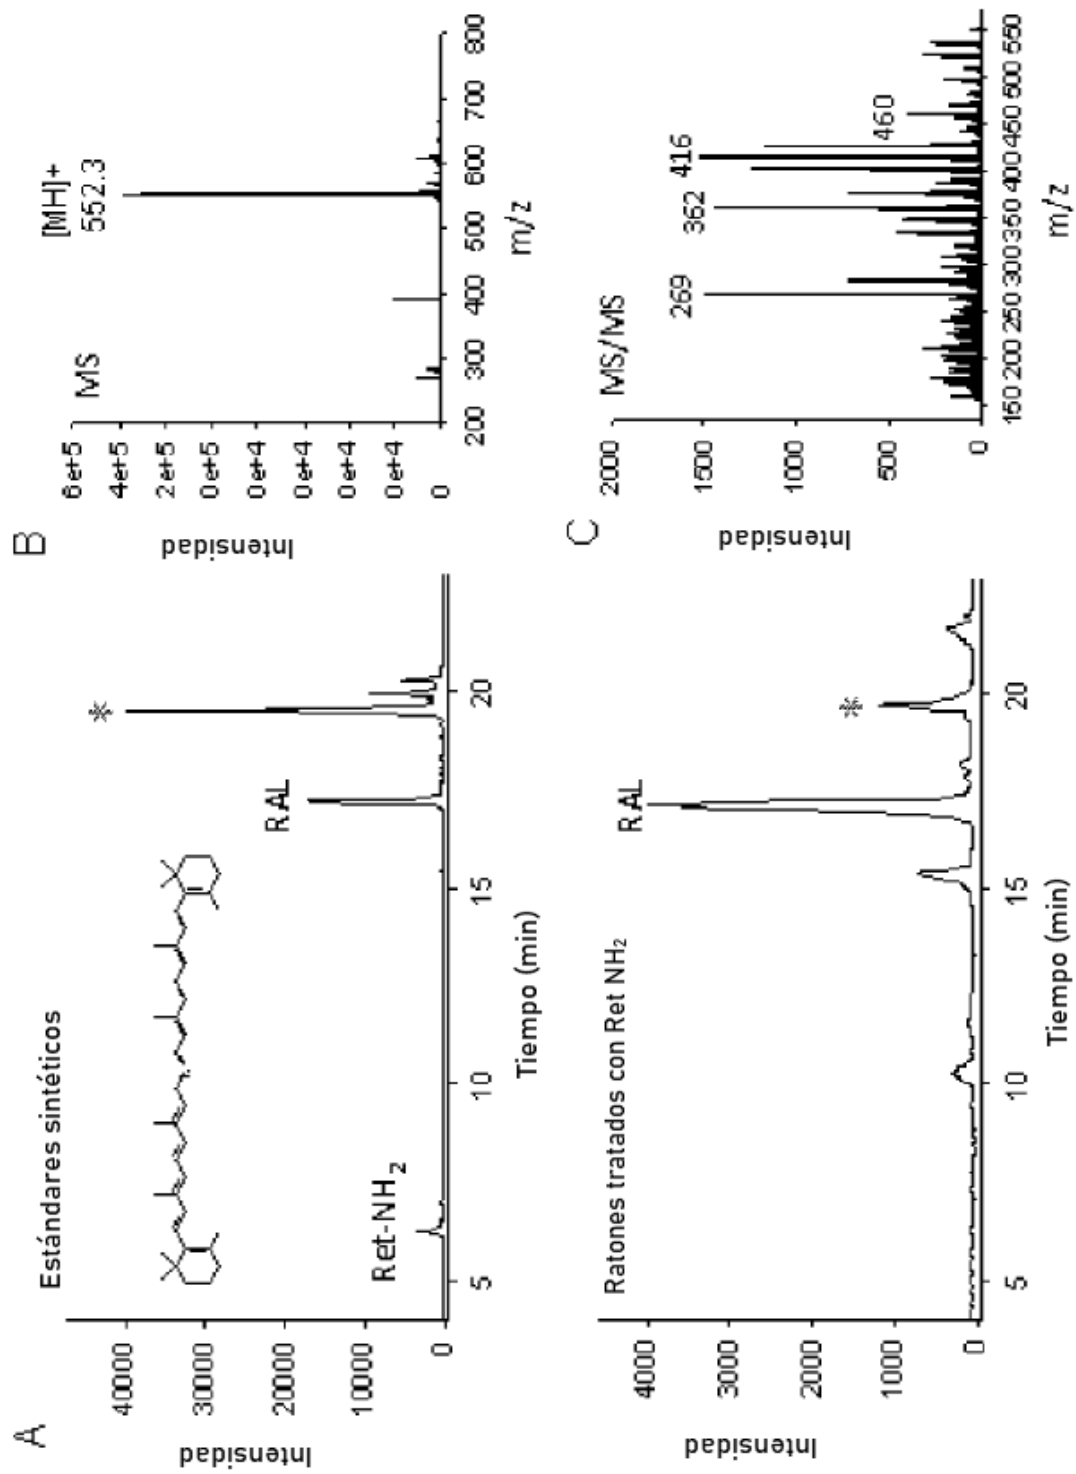 A
Estándares sintéticos
Intensidad
40000
30000
20000
10000
0
Ret-NH2
RAL
*
5
10
15
20
Tiempo (min)
Ratones tratados con Ret NH2
Intensidad
4000
3000
2000
1000
0
RAL
*
5
10
15
20
Tiempo (min)
B
MS
[MH]+
552.3
Intensidad
6e+5
4e+5
2e+5
0e+5
0e+4
0e+4
0e+4
0e+4
0
200
300
400
500
600
700
800
m/z
C
MS/MS
269
362
416
460
Intensidad
2000
1500
1000
500
0
150
200
250
300
350
400
450
500
550
m/z